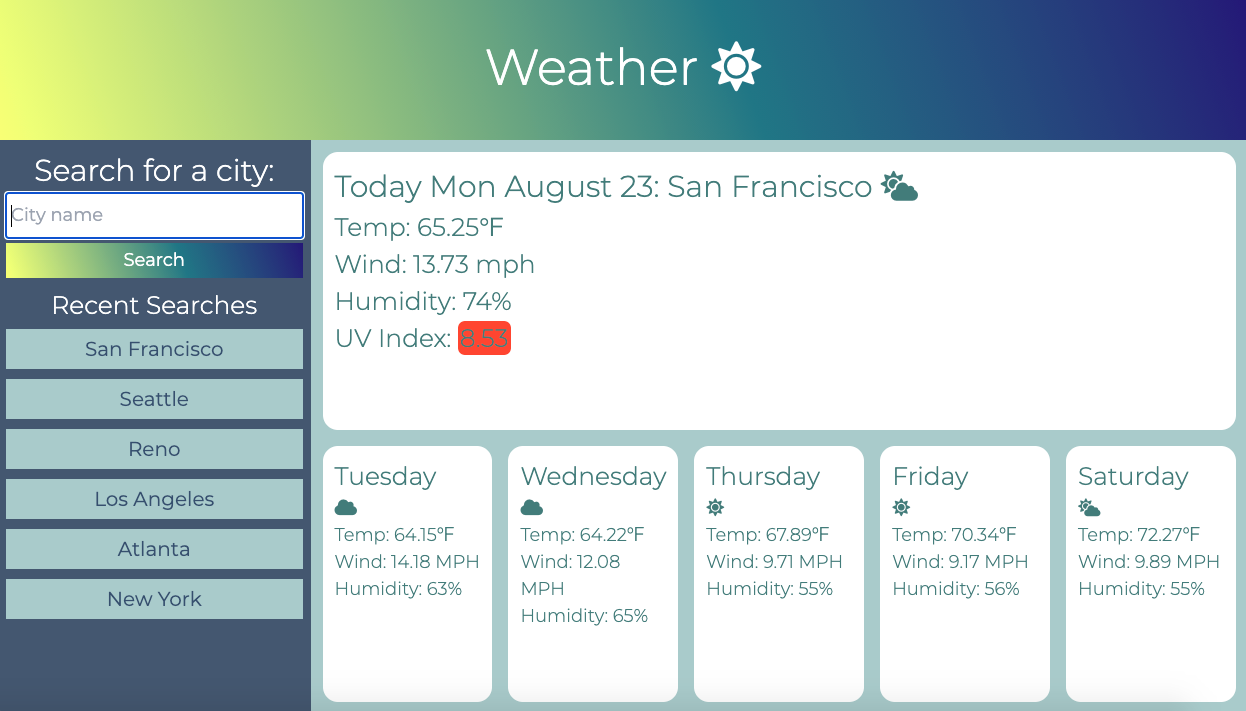 Weather
Search for a city:
City name
Search
Recent Searches
San Francisco
Seattle
Reno
Los Angeles
Atlanta
New York
Today Mon August 23: San Francisco
Temp: 65.25°F
Wind: 13.73 mph
Humidity: 74%
UV Index: 8.53
Tuesday
Temp: 64.15°F
Wind: 14.18 MPH
Humidity: 63%
Wednesday
Temp: 64.22°F
Wind: 12.08
MPH
Humidity: 65%
Thursday
Temp: 67.89°F
Wind: 9.71 MPH
Humidity: 55%
Friday
Temp: 70.34°F
Wind: 9.17 MPH
Humidity: 56%
Saturday
Temp: 72.27°F
Wind: 9.89 MPH
Humidity: 55%